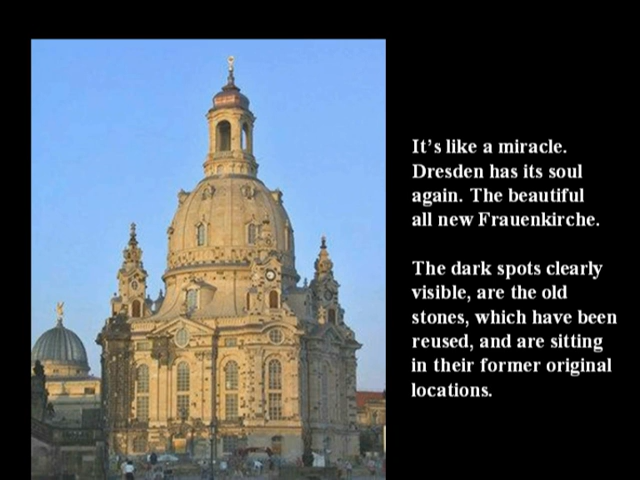 It's like a miracle.
Dresden has its soul
again. The beautiful
all new Frauenkirche.
The dark spots clearly
visible, are the old
stones, which have been
reused, and are sitting
in their former original
locations.